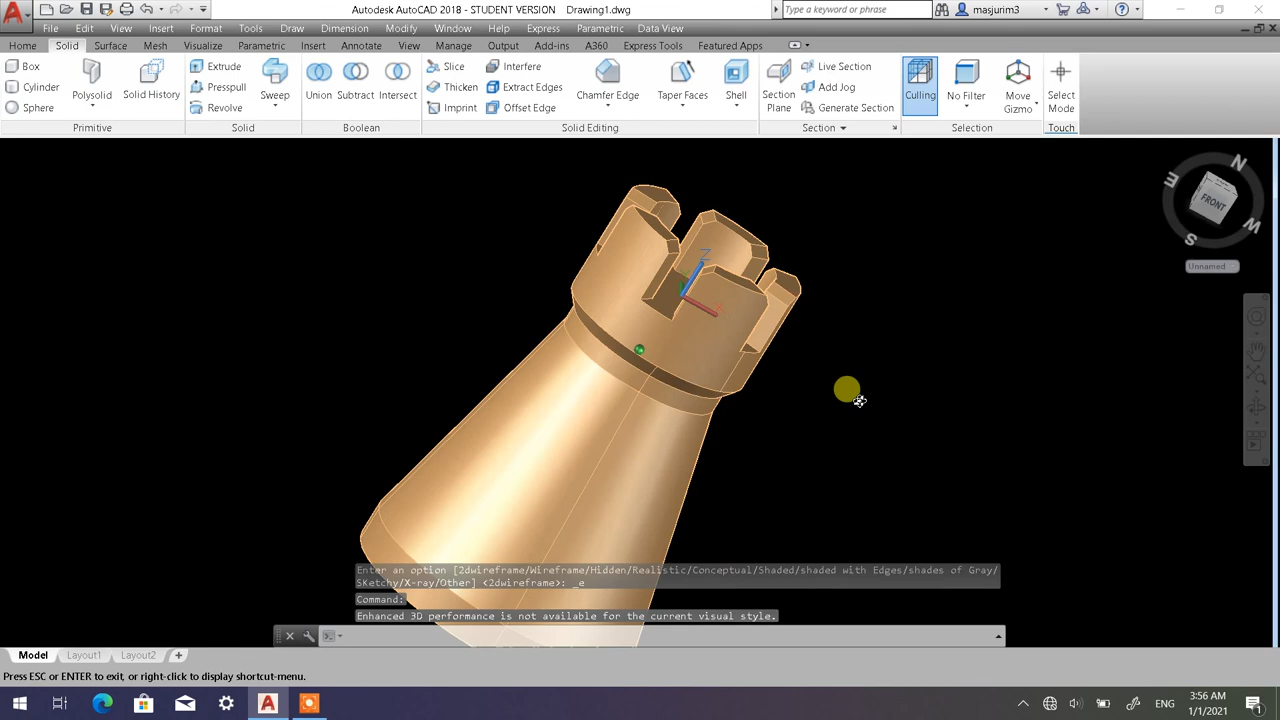 Autodesk AutoCAD 2018 - STUDENT VERSION Drawing1.dwg
Type a keyword or phrase
masjurim3
File Edit View Insert Format Tools Draw Dimension Modify Window Help Express Parametric Data View
Home Solid Surface Mesh Visualize Parametric Insert Annotate View Manage Output Add-ins A360 Express Tools Featured Apps
Box
Cylinder
Sphere
Polysolid
Solid History
Primitive
Extrude
Presspull
Revolve
Sweep
Solid
Union
Subtract
Intersect
Boolean
Slice
Thicken
Imprint
Interfere
Extract Edges
Offset Edge
Chamfer Edge
Taper Faces
Shell
Solid Editing
Section
Plane
Live Section
Add Jog
Generate Section
Section
Culling
No Filter
Move
Gizmo
Selection
Select
Mode
Touch
N
E
W
S
FRONT
Unnamed
Z
X
Enter an option [2dwireframe/Wireframe/Hidden/Realistic/Conceptual/Shaded/shaded with Edges/shades of Gray/
SKetchy/X-ray/Other] <2dwireframe>: _e
Command:
Enhanced 3D performance is not available for the current visual style.
Model Layout1 Layout2 +
Press ESC or ENTER to exit, or right-click to display shortcut-menu.
A
ENG
3:56 AM
1/1/2021
1